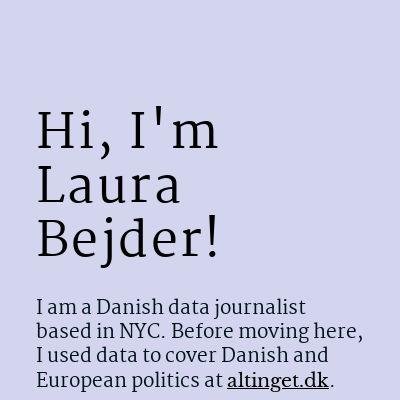 Hi, I'm
Laura
Bejder!
I am a Danish data journalist
based in NYC. Before moving here,
I used data to cover Danish and
European politics at altinget.dk.